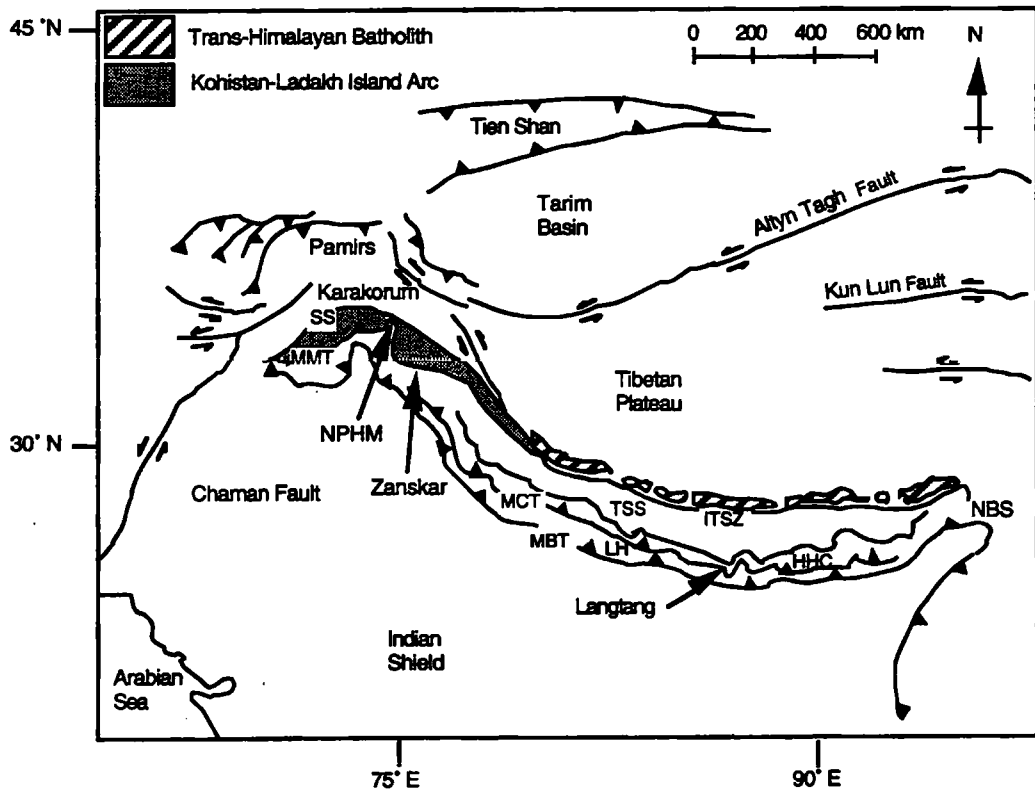 45˚N
Trans-Himalayan Batholith
Kohistan-Ladakh Island Arc
0 200 400 600 km
N
Tien Shan
Tarim
Basin
Altyn Tagh Fault
Pamirs
Kun Lun Fault
Karakorum
SS
MMT
Tibetan
Plateau
NPHM
30˚N
Zanskar
Chaman Fault
MCT
TSS
ITSZ
NBS
MBT
LH
HHC
Langtang
Indian
Shield
Arabian
Sea
75˚E
90˚E